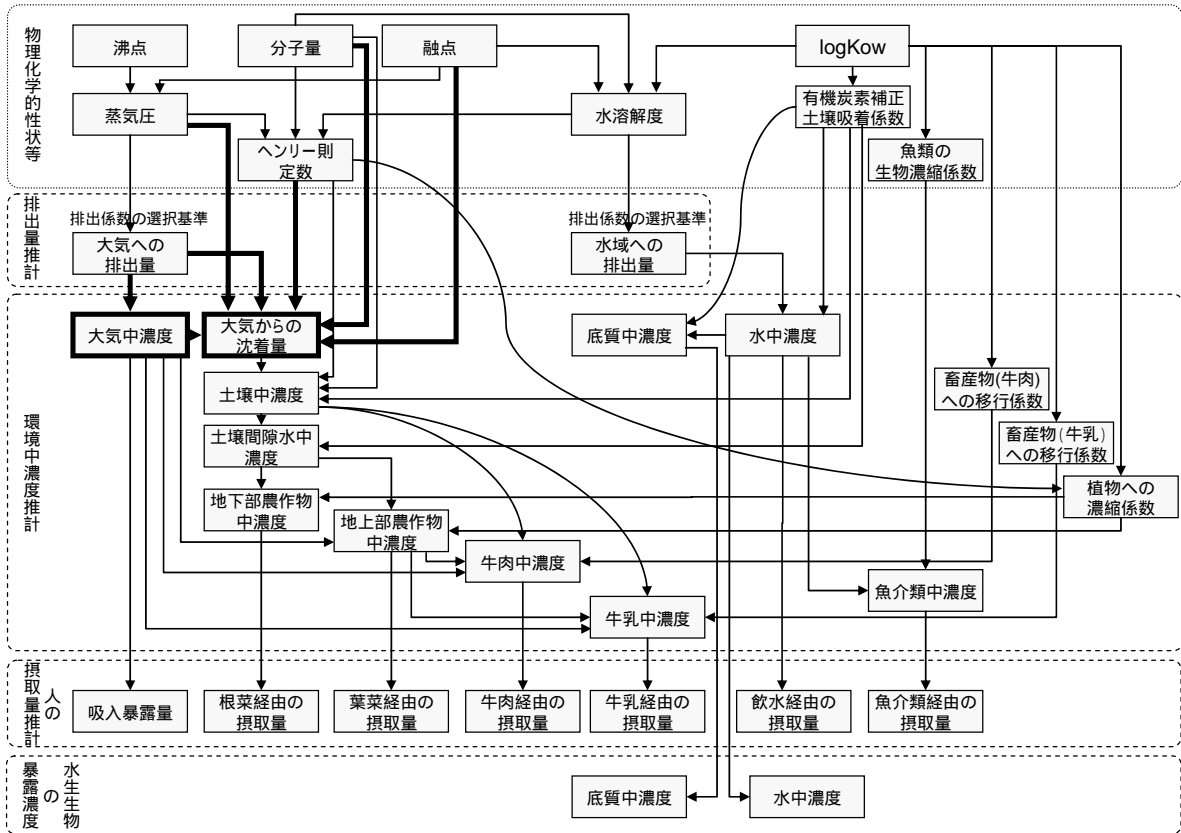 物理化学的性状等
沸点
分子量
融点
logKow
蒸気圧
水溶解度
有機炭素補正
土壌吸着係数
ヘンリー則
定数
魚類の
生物濃縮係数
排出量推計
排出係数の選択基準
大気への
排出量
排出係数の選択基準
水域への
排出量
環境中濃度推計
大気中濃度
大気からの
沈着量
底質中濃度
水中濃度
土壌中濃度
畜産物(牛肉)
への移行係数
土壌間隙水中
濃度
畜産物(牛乳)
への移行係数
地下部農作物
中濃度
植物への
濃縮係数
地上部農作物
中濃度
牛肉中濃度
魚介類中濃度
牛乳中濃度
人の
摂取量推計
吸入暴露量
根菜経由の
摂取量
葉菜経由の
摂取量
牛肉経由の
摂取量
牛乳経由の
摂取量
飲水経由の
摂取量
魚介類経由の
摂取量
水生生物
の
暴露濃度
底質中濃度
水中濃度